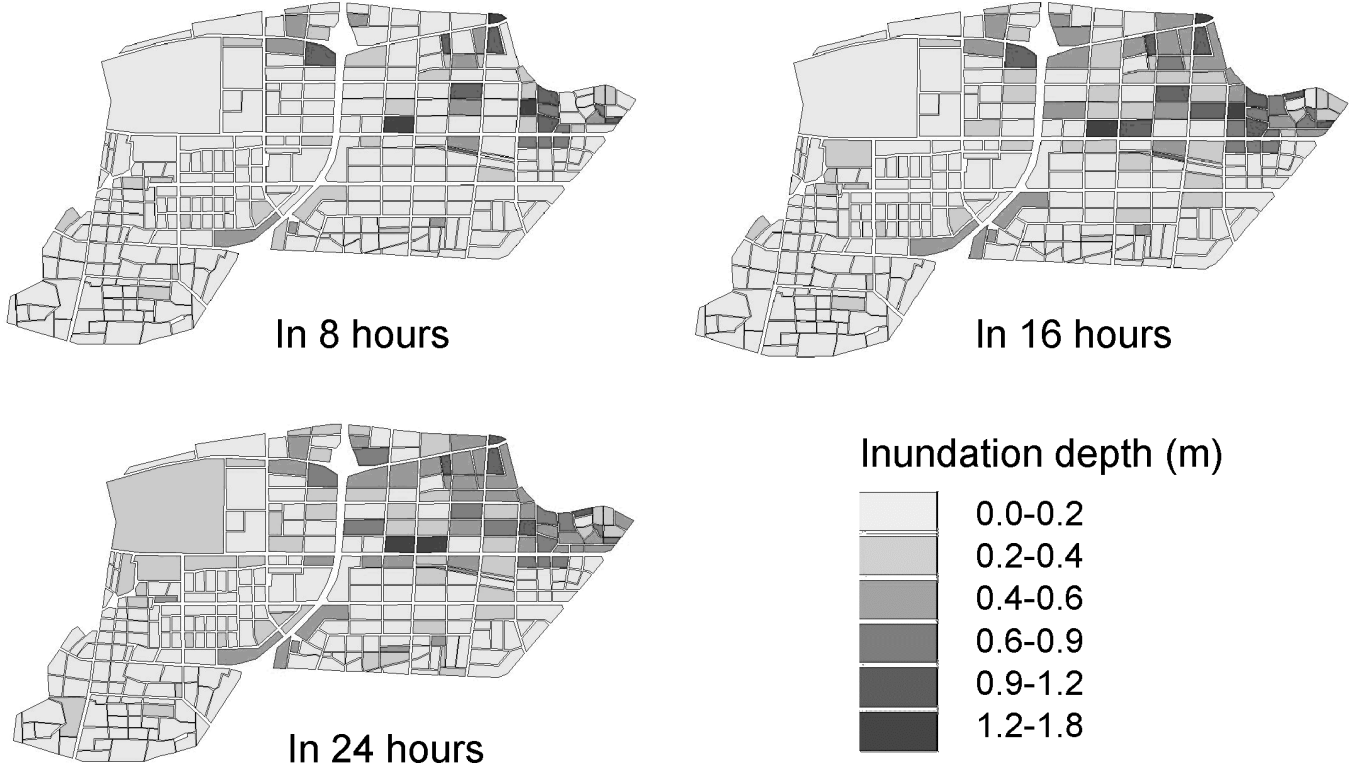 In 8 hours
In 16 hours
In 24 hours
Inundation depth (m)
0.0-0.2
0.2-0.4
0.4-0.6
0.6-0.9
0.9-1.2
1.2-1.8